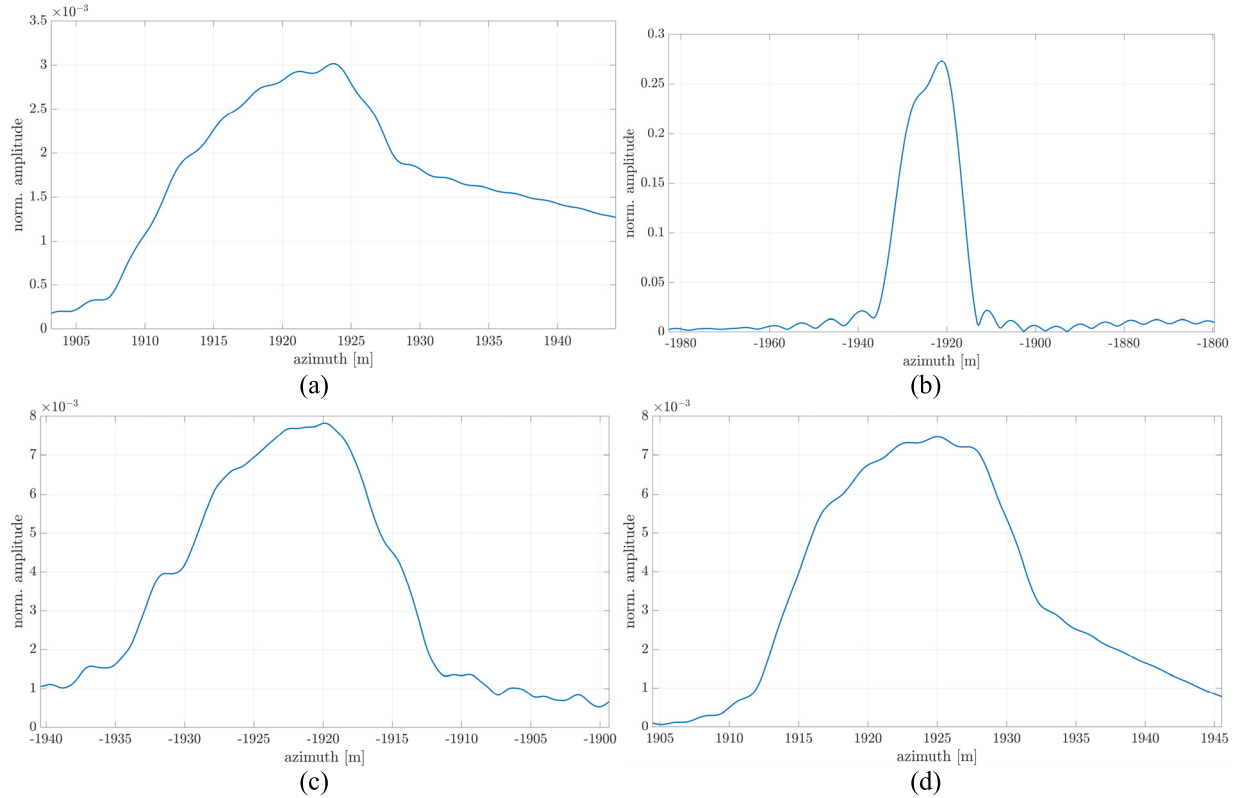 ×10⁻³
3.5
3
2.5
2
1.5
1
0.5
0
norm. amplitude
1905 1910 1915 1920 1925 1930 1935 1940
azimuth [m]
(a)
0.3
0.25
0.2
0.15
0.1
0.05
0
norm. amplitude
-1980 -1960 -1940 -1920 -1900 -1880 -1860
azimuth [m]
(b)
×10⁻³
8
7
6
5
4
3
2
1
0
norm. amplitude
-1940 -1935 -1930 -1925 -1920 -1915 -1910 -1905 -1900
azimuth [m]
(c)
×10⁻³
8
7
6
5
4
3
2
1
0
norm. amplitude
1905 1910 1915 1920 1925 1930 1935 1940 1945
azimuth [m]
(d)